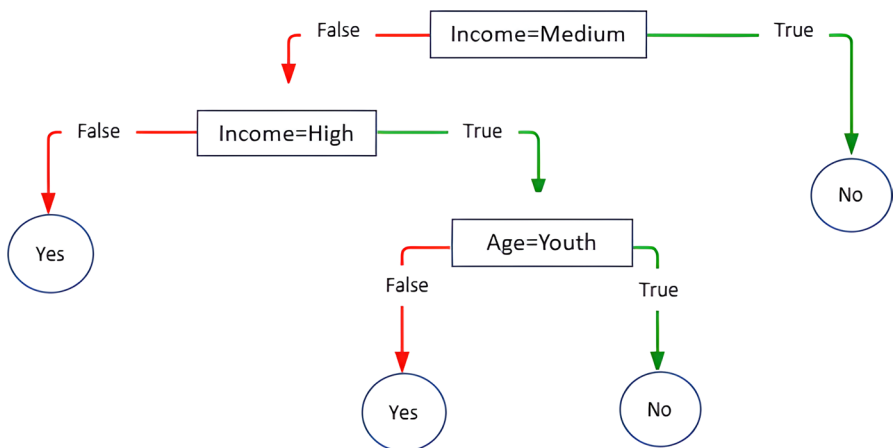 False
Income=Medium
True
False
Income=High
True
No
Yes
Age=Youth
False
True
Yes
No